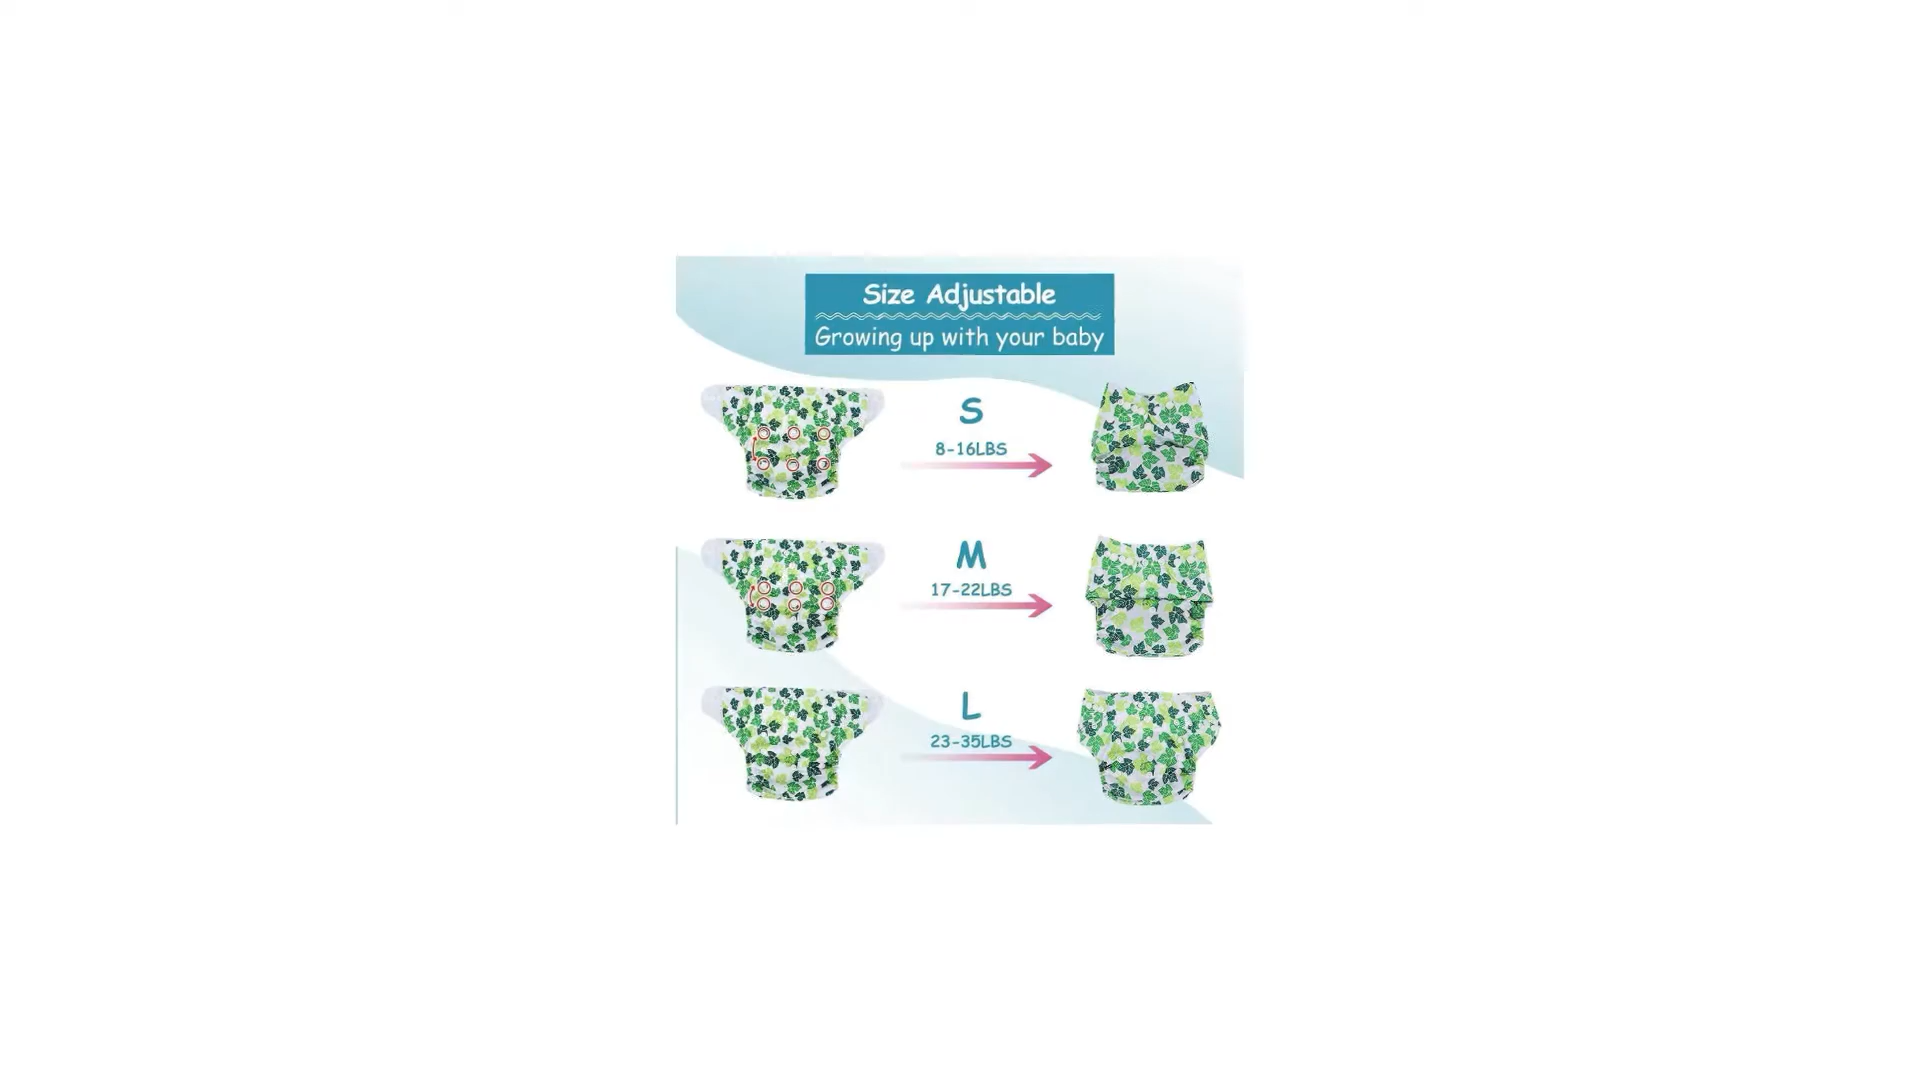 Size Adjustable
Growing up with your baby
S
8-16LBS
M
17-22LBS
L
23-35LBS